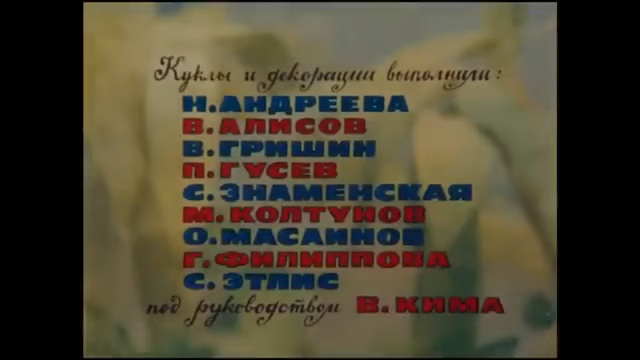 Куклы и декорации выполнили:
Н. АНДРЕЕВА
В. АЛИСОВ
В. ГРИШИН
П. ГУСЕВ
С. ЗНАМЕНСКАЯ
М. КОЛТУНОВ
О. МАСАИНОВ
Г. ФИЛИППОВА
С. ЭТЛИС
под руководством В. КИМА